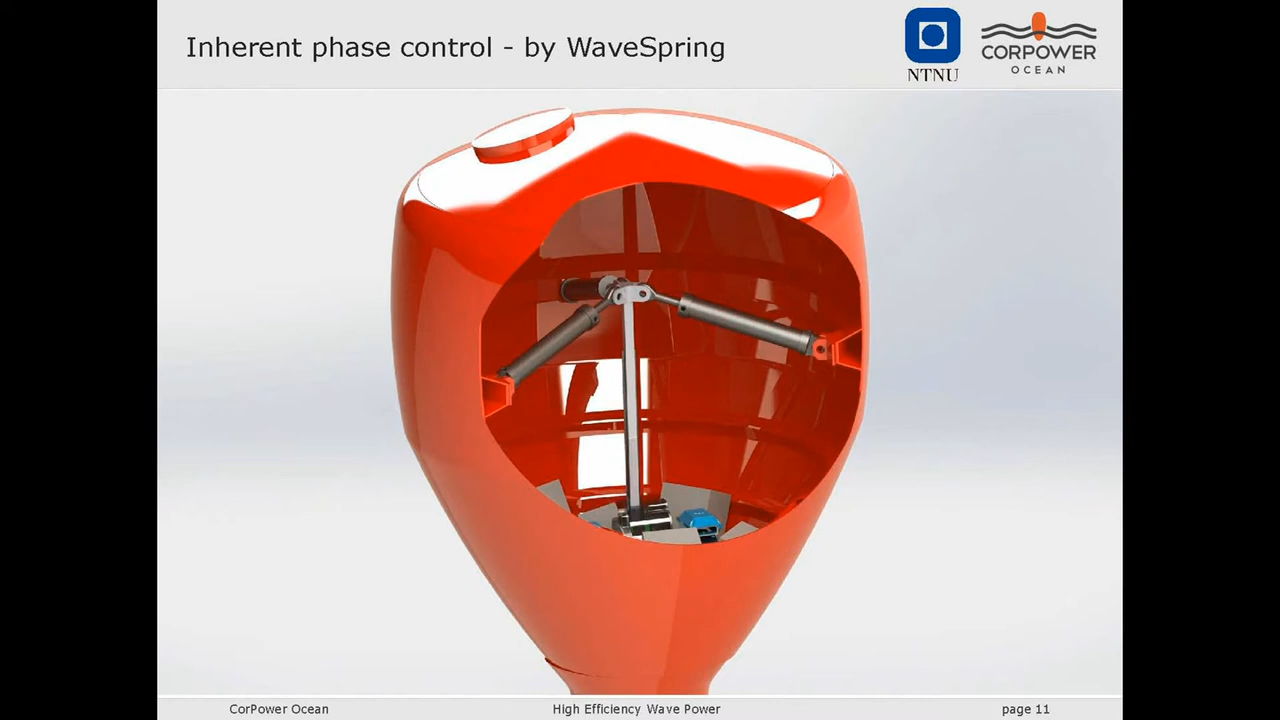 Inherent phase control - by WaveSpring
NTNU
CORPOWER
OCEAN
CorPower Ocean
High Efficiency Wave Power
page 11